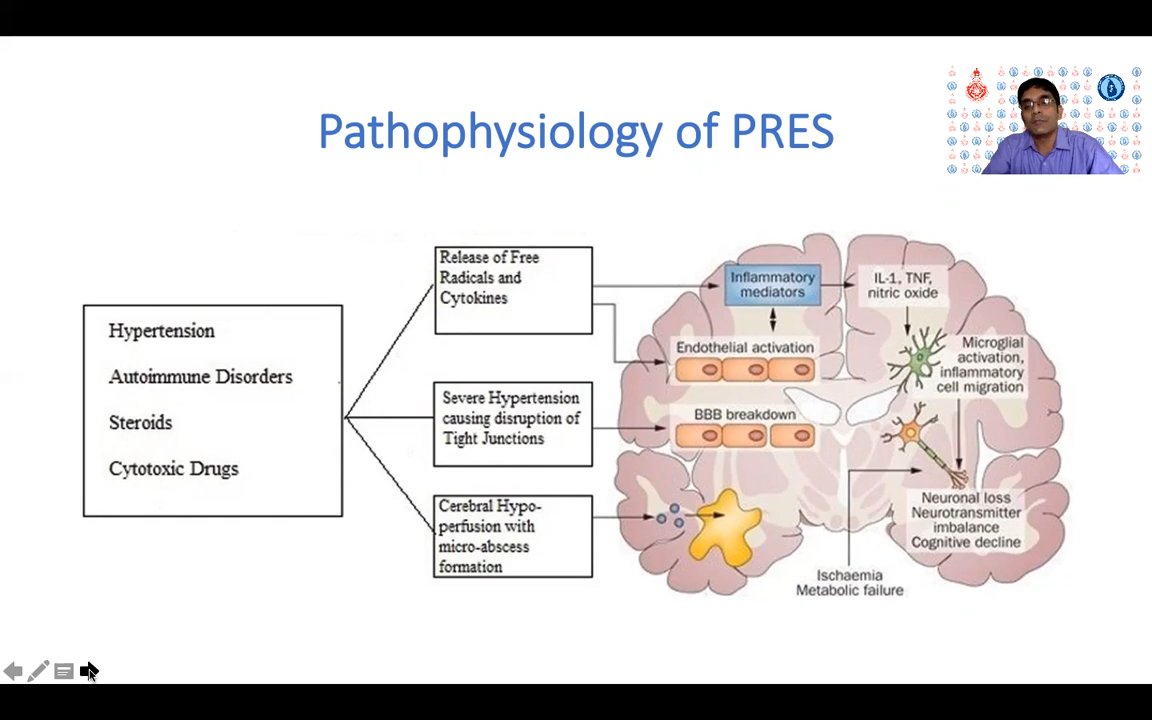 Pathophysiology of PRES
Hypertension
Autoimmune Disorders
Steroids
Cytotoxic Drugs
Release of Free
Radicals and
Cytokines
Severe Hypertension
causing disruption of
Tight Junctions
Cerebral Hypo-
perfusion with
micro-abscess
formation
Inflammatory
mediators
IL-1, TNF,
nitric oxide
Endothelial activation
Microglial
activation,
inflammatory
cell migration
BBB breakdown
Neuronal loss
Neurotransmitter
imbalance
Cognitive decline
Ischaemia
Metabolic failure